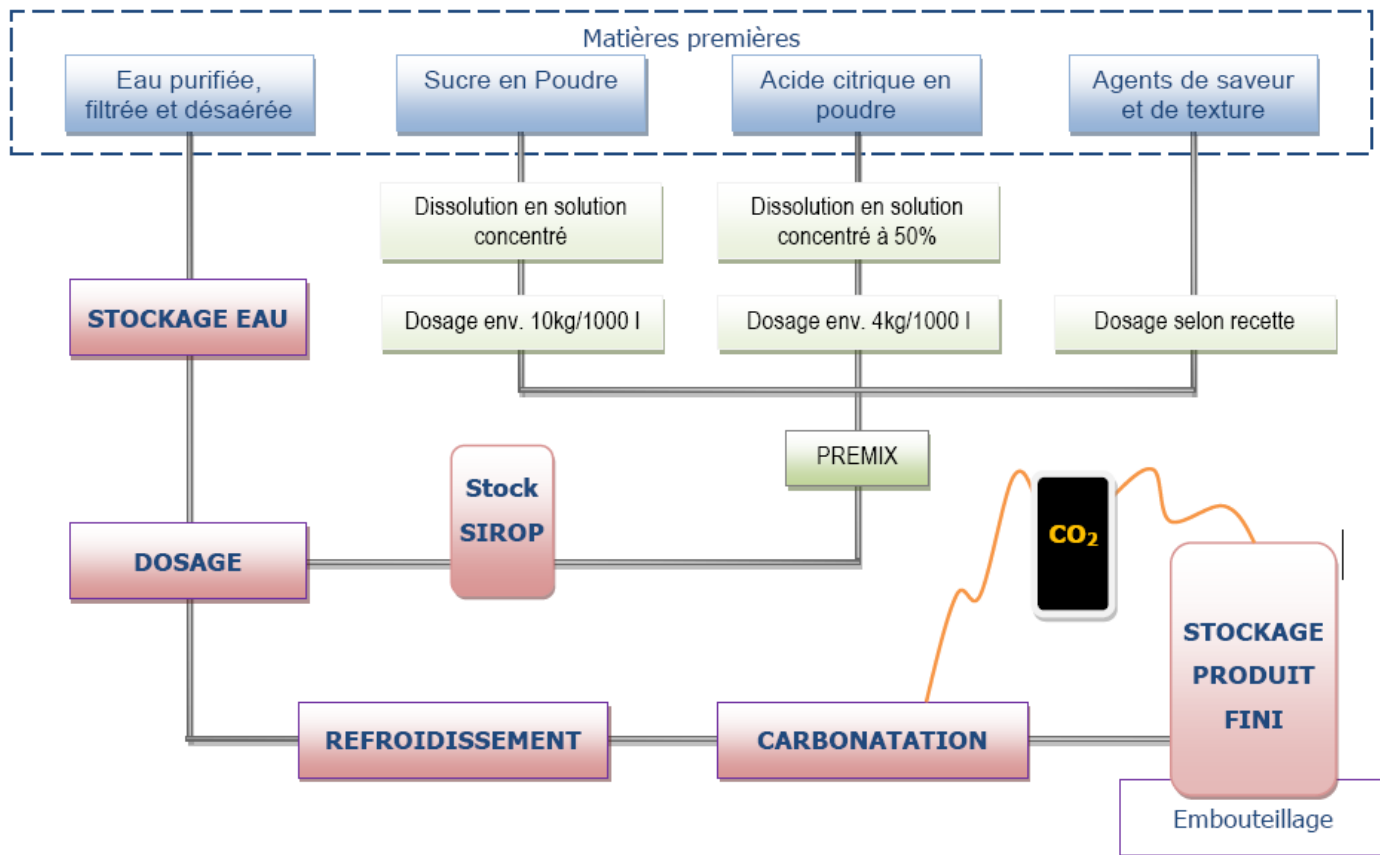 Matières premières
Eau purifiée,
filtrée et désaérée
Sucre en Poudre
Acide citrique en
poudre
Agents de saveur
et de texture
Dissolution en solution
concentré
Dissolution en solution
concentré à 50%
STOCKAGE EAU
Dosage env. 10kg/1000 l
Dosage env. 4kg/1000 l
Dosage selon recette
PREMIX
Stock
SIROP
CO₂
DOSAGE
STOCKAGE
PRODUIT
FINI
REFROIDISSEMENT
CARBONATATION
Embouteillage